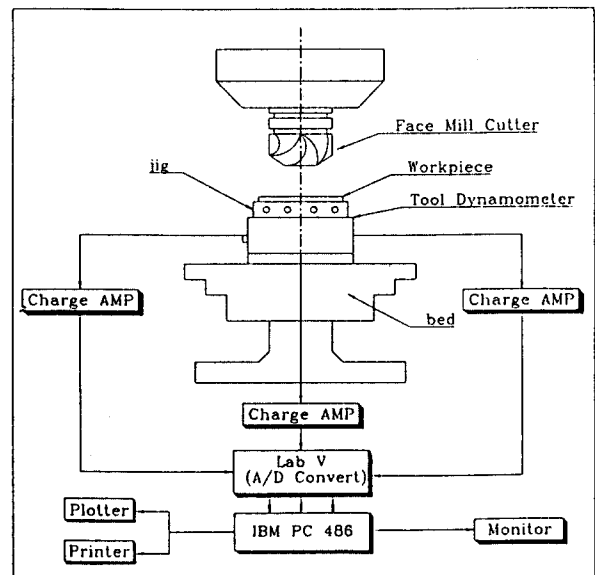 Face Mill Cutter
jig
Workpiece
Tool Dynamometer
Charge AMP
Charge AMP
bed
Charge AMP
Lab V
(A/D Convert)
Plotter
IBM PC 486
Monitor
Printer